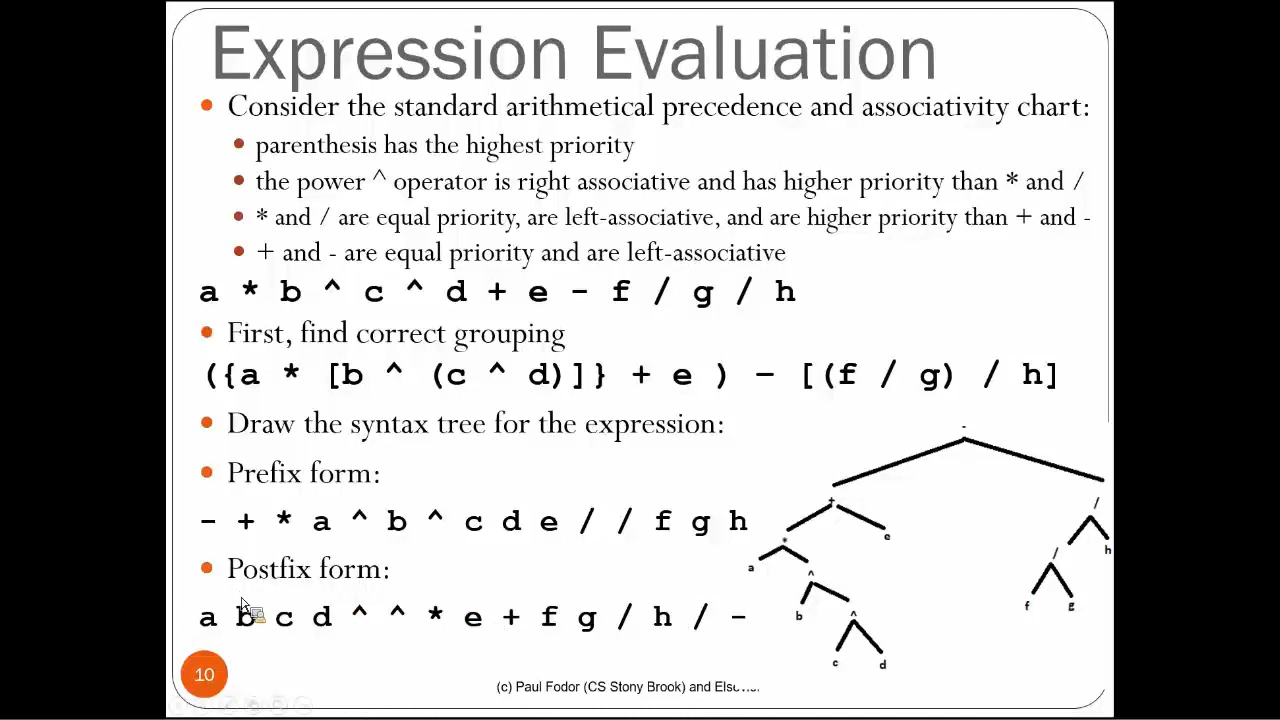 Expression Evaluation
Consider the standard arithmetical precedence and associativity chart:
parenthesis has the highest priority
the power ^ operator is right associative and has higher priority than * and /
* and / are equal priority, are left-associative, and are higher priority than + and -
+ and - are equal priority and are left-associative
a * b ^ c ^ d + e - f / g / h
First, find correct grouping
({a * [b ^ (c ^ d)]} + e ) – [(f / g) / h]
Draw the syntax tree for the expression:
-
Prefix form:
+ /
- + * a ^ b ^ c d e / / f g h
* e
/ h
a
Postfix form:
^
b f g
a b c d ^ ^ * e + f g / h / -
^
c d
10
(c) Paul Fodor (CS Stony Brook) and